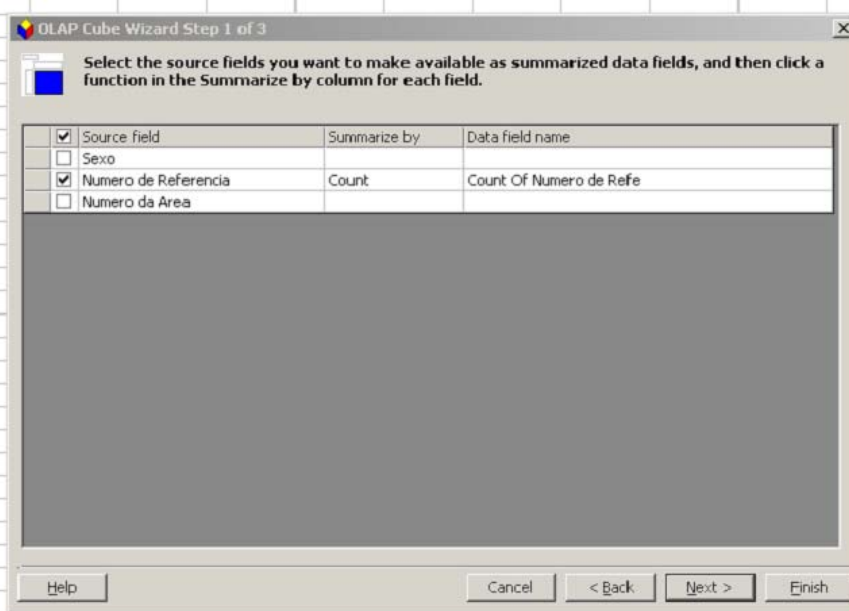 OLAP Cube Wizard Step 1 of 3
Select the source fields you want to make available as summarized data fields, and then click a
function in the Summarize by column for each field.
Source field Summarize by Data field name
Sexo
Numero de Referencia Count Count Of Numero de Refe
Numero da Area
Help Cancel < Back Next > Finish